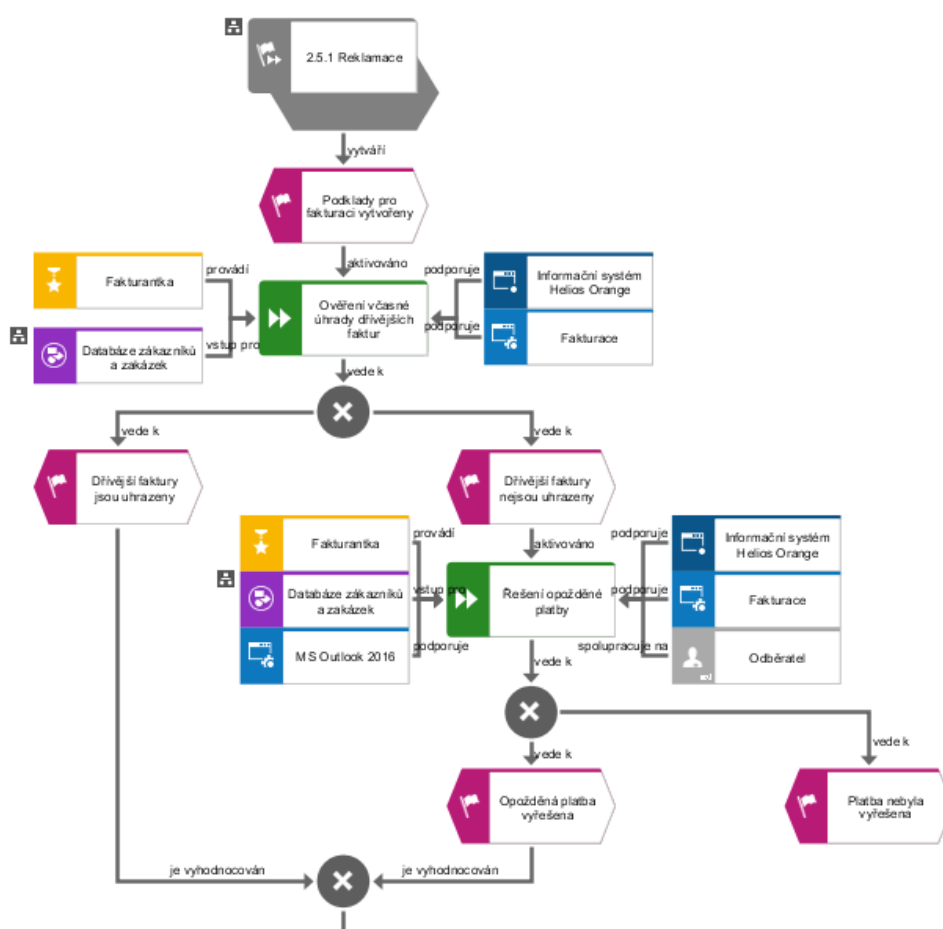 2.5.1 Reklamace
vytváří
Podklady pro
fakturaci vytvořeny
aktivováno
Fakturantka
provádí
Databáze zákazníků
a zakázek
vstup pro
Ověření včasné
úhrady dřívějších
faktur
podporuje
Informační systém
Helios Orange
podporuje
Fakturace
vede k
vede k
vede k
Dřívější faktury
jsou uhrazeny
Dřívější faktury
nejsou uhrazeny
aktivováno
Fakturantka
provádí
Databáze zákazníků
a zakázek
vstup pro
MS Outlook 2016
podporuje
Řešení opožděné
platby
podporuje
Informační systém
Helios Orange
podporuje
Fakturace
spolupracuje na
Odběratel
vede k
vede k
vede k
Opožděná platba
vyřešena
Platba nebyla
vyřešena
je vyhodnocován
je vyhodnocován